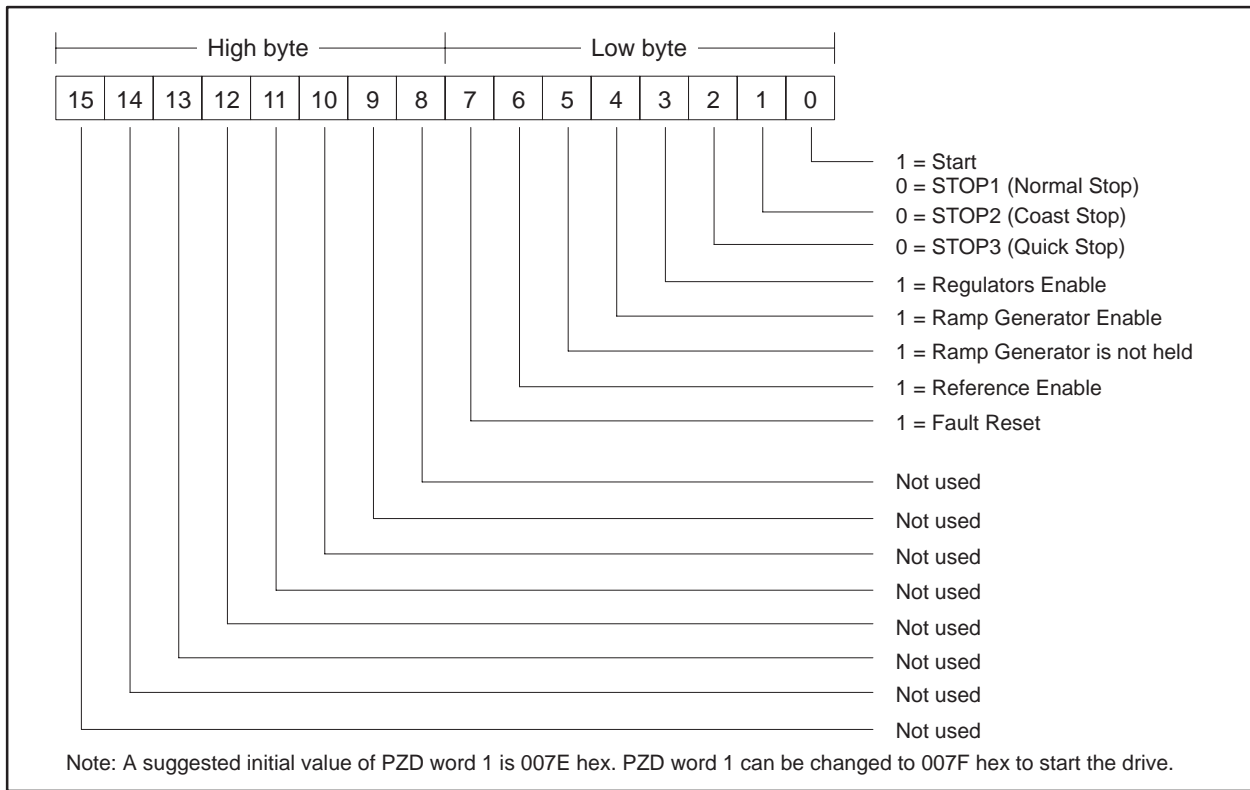 High byte Low byte
15 14 13 12 11 10 9 8 7 6 5 4 3 2 1 0
1 = Start
0 = STOP1 (Normal Stop)
0 = STOP2 (Coast Stop)
0 = STOP3 (Quick Stop)
1 = Regulators Enable
1 = Ramp Generator Enable
1 = Ramp Generator is not held
1 = Reference Enable
1 = Fault Reset
Not used
Not used
Not used
Not used
Not used
Not used
Not used
Not used
Note: A suggested initial value of PZD word 1 is 007E hex. PZD word 1 can be changed to 007F hex to start the drive.